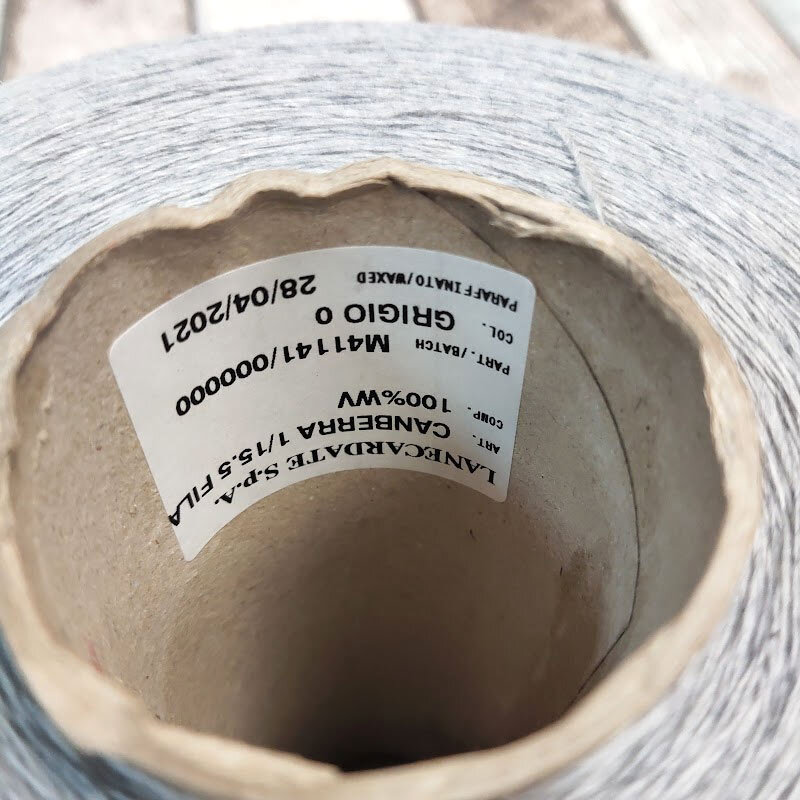 LANECARDATE S.p.A.
ART. CANBERRA 1/15.5 FILA
COMP. 100%WV
PART./BATCH M41141/000000
COL. GRIGIO 0
PARAFFINATO/WAXED 28/04/2021